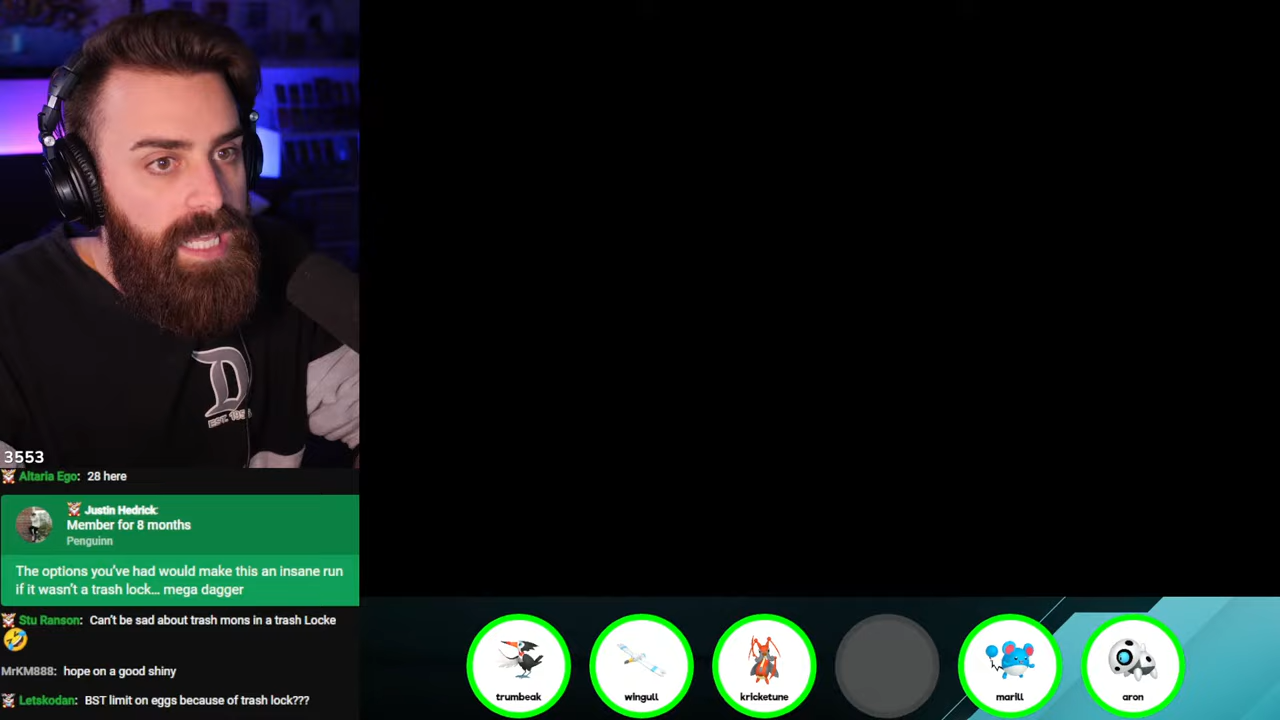 3553
Altaria Ego: 28 here
Justin Hedrick:
Member for 8 months
Penguinn
The options you've had would make this an insane run
if it wasn't a trash lock... mega dagger
Stu Ranson: Can't be sad about trash mons in a trash Locke
MrKM888: hope on a good shiny
Letskodan: BST limit on eggs because of trash lock???
D
trumbeak
wingull
kricketune
marill
aron